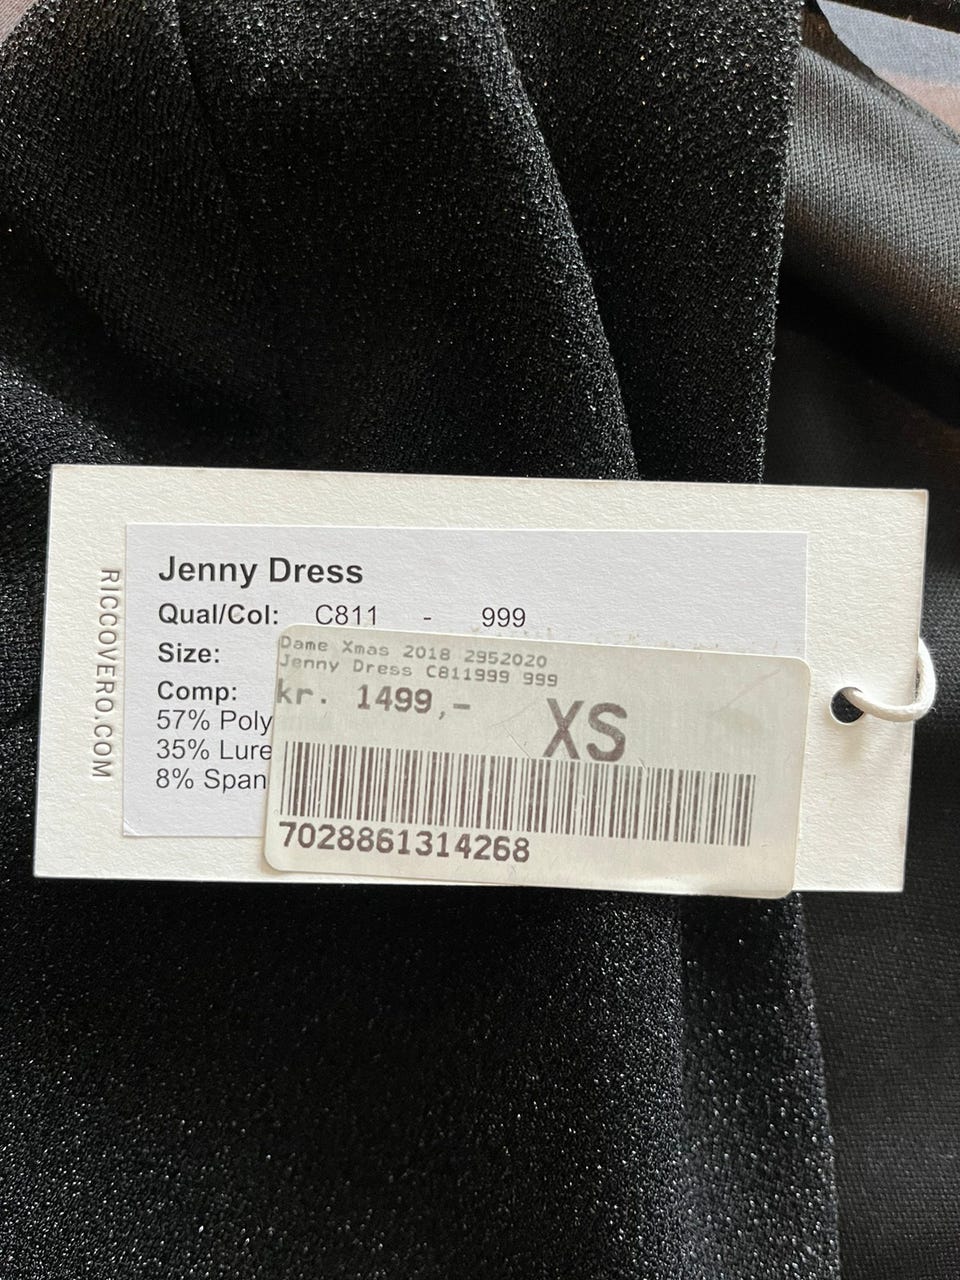 RICCOVERO.COM
Jenny Dress
Qual/Col: C811 - 999
Size:
Comp:
57% Poly
35% Lure
8% Span
Dame Xmas 2018 2952020
Jenny Dress C811999 999
kr. 1499,-
XS
7028861314268